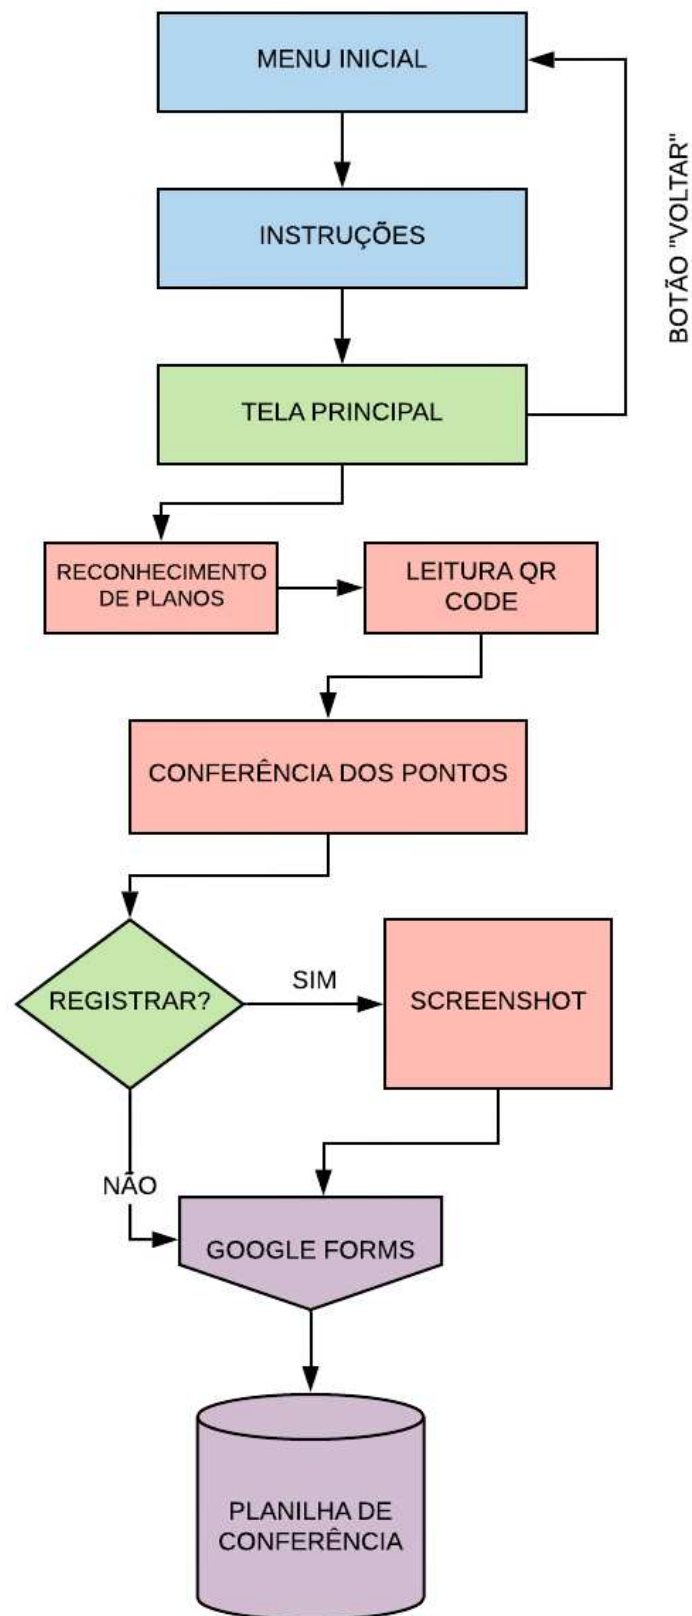 MENU INICIAL
BOTÃO "VOLTAR"
INSTRUÇÕES
TELA PRINCIPAL
RECONHECIMENTO
DE PLANOS
LEITURA QR
CODE
CONFERÊNCIA DOS PONTOS
REGISTRAR?
SIM
SCREENSHOT
NÃO
GOOGLE FORMS
PLANILHA DE
CONFERÊNCIA